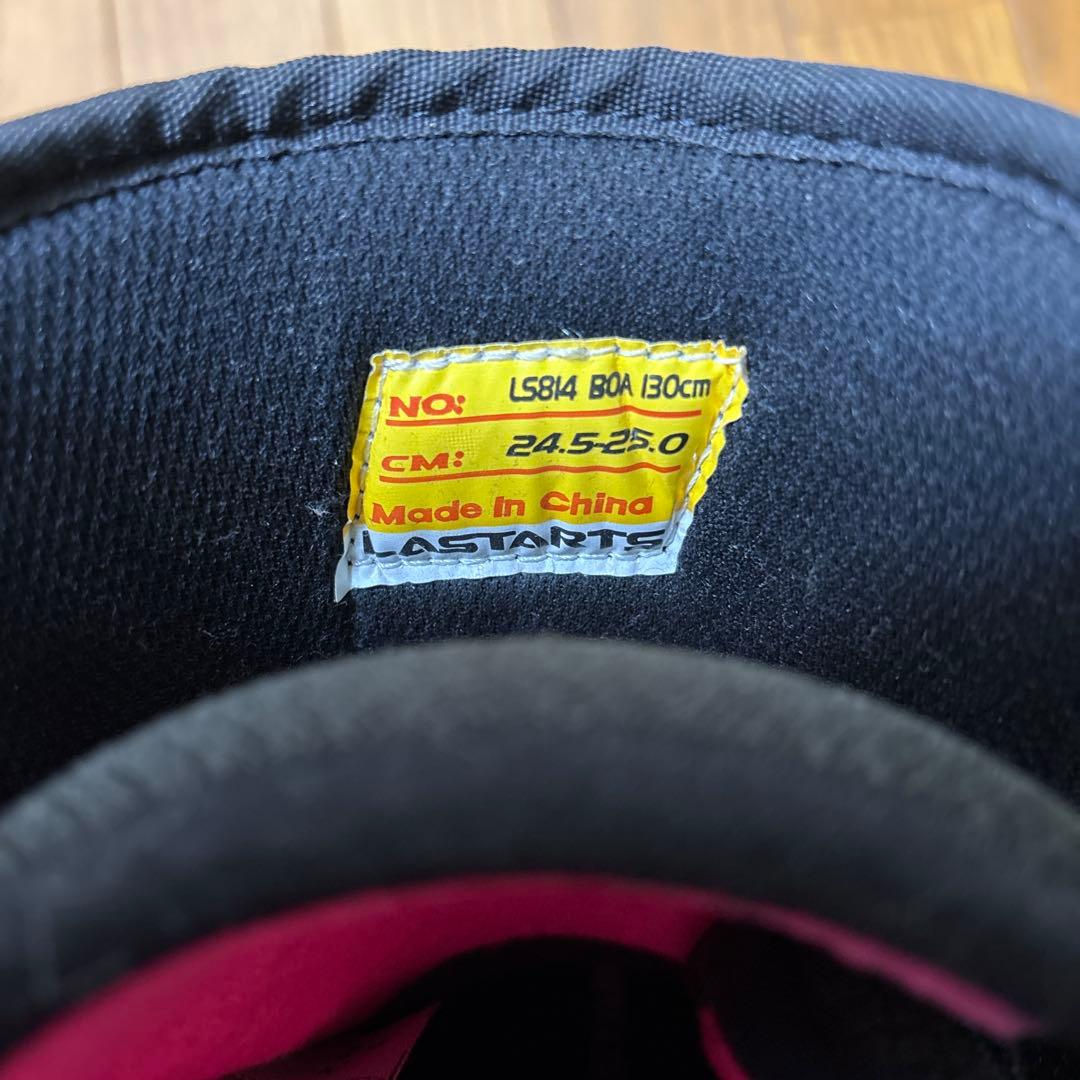 NO: LS814 BOA 130cm
CM: 24.5-25.0
Made In China
LASTARTS